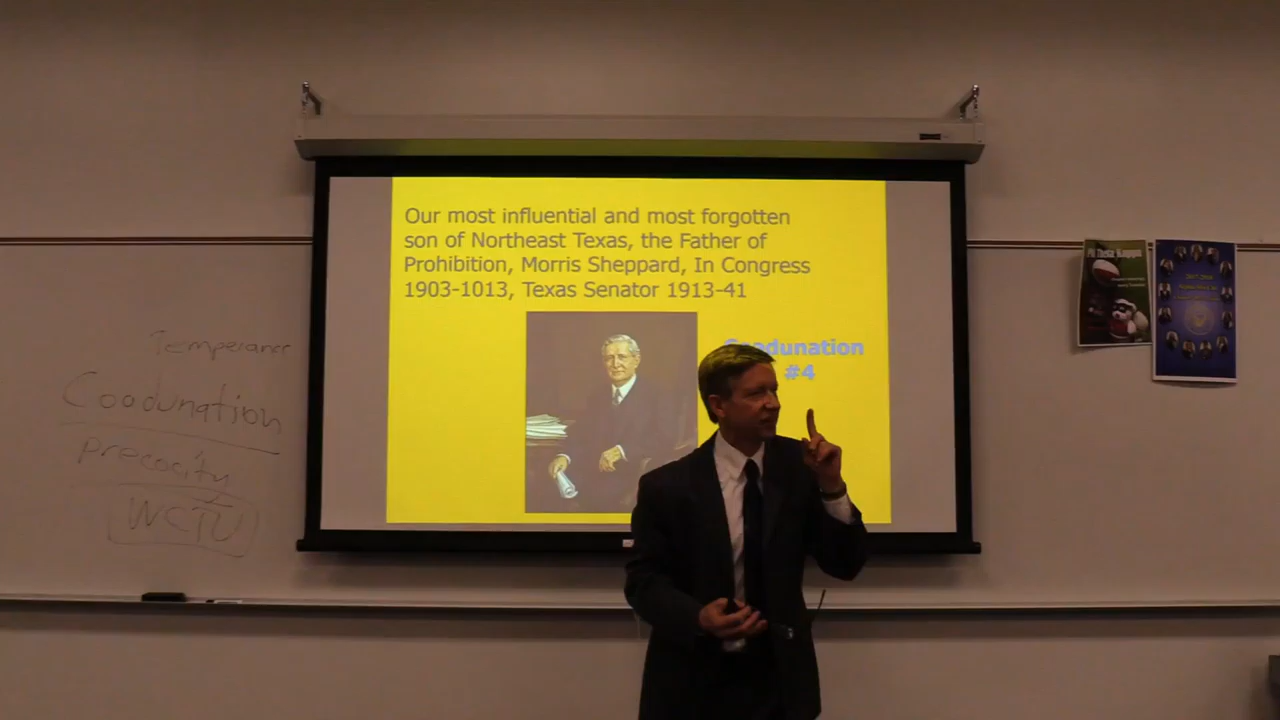 Our most influential and most forgotten
son of Northeast Texas, the Father of
Prohibition, Morris Sheppard, In Congress
1903-1013, Texas Senator 1913-41
#4
Temperance
Coodunation
precocity
WCTU